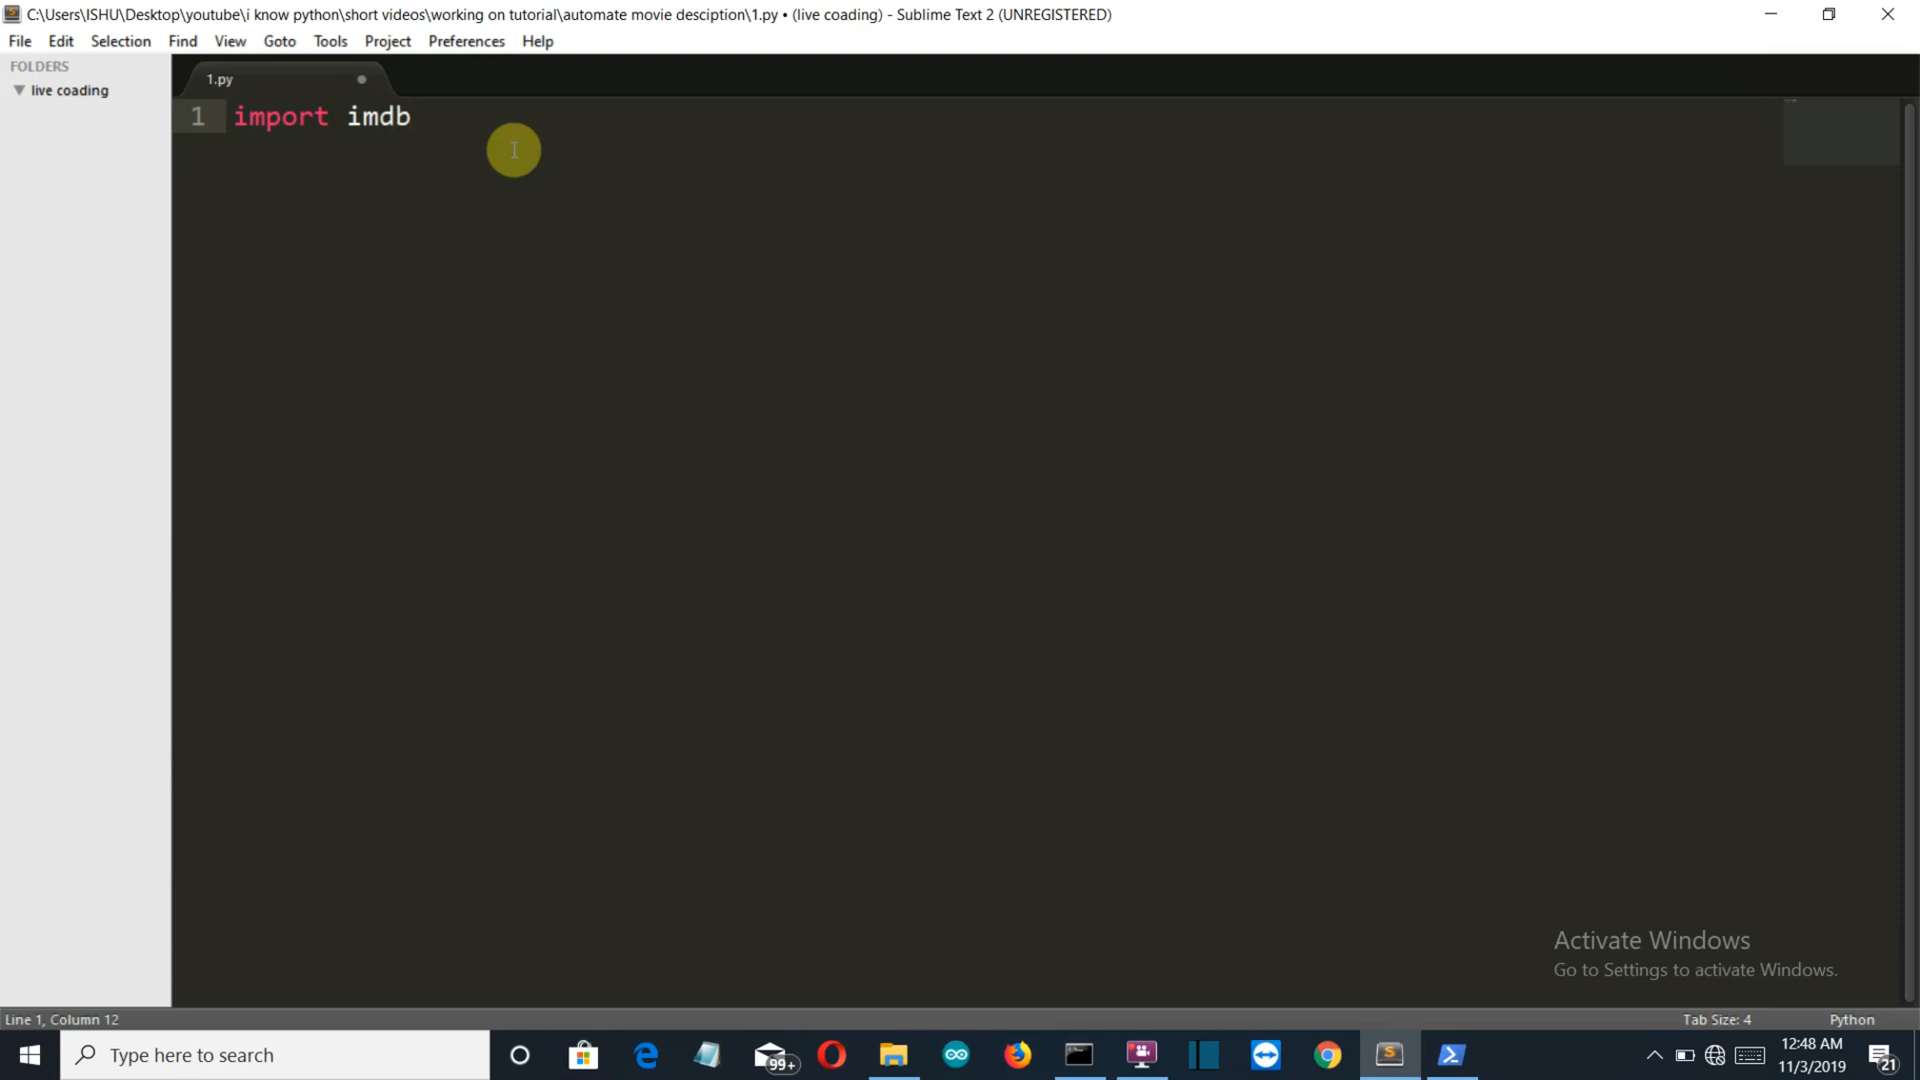 C:\Users\ISHU\Desktop\youtube\i know python\short videos\working on tutorial\automate movie desciption\1.py • (live coading) - Sublime Text 2 (UNREGISTERED)
File Edit Selection Find View Goto Tools Project Preferences Help
FOLDERS
live coading
1.py
1 import imdb
Activate Windows
Go to Settings to activate Windows.
Line 1, Column 12
Tab Size: 4
Python
Type here to search
99+
12:48 AM
11/3/2019
21